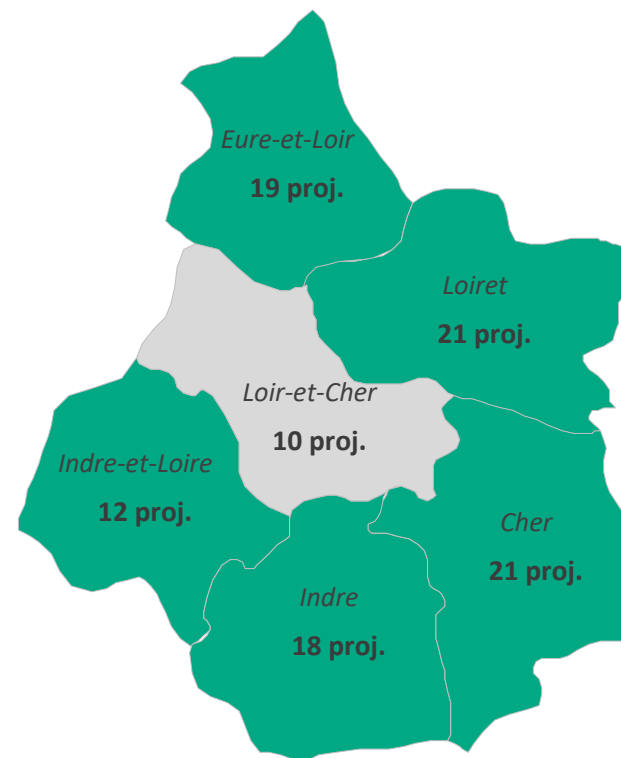 Eure-et-Loir
19 proj.
Loiret
21 proj.
Loir-et-Cher
10 proj.
Indre-et-Loire
12 proj.
Cher
21 proj.
Indre
18 proj.